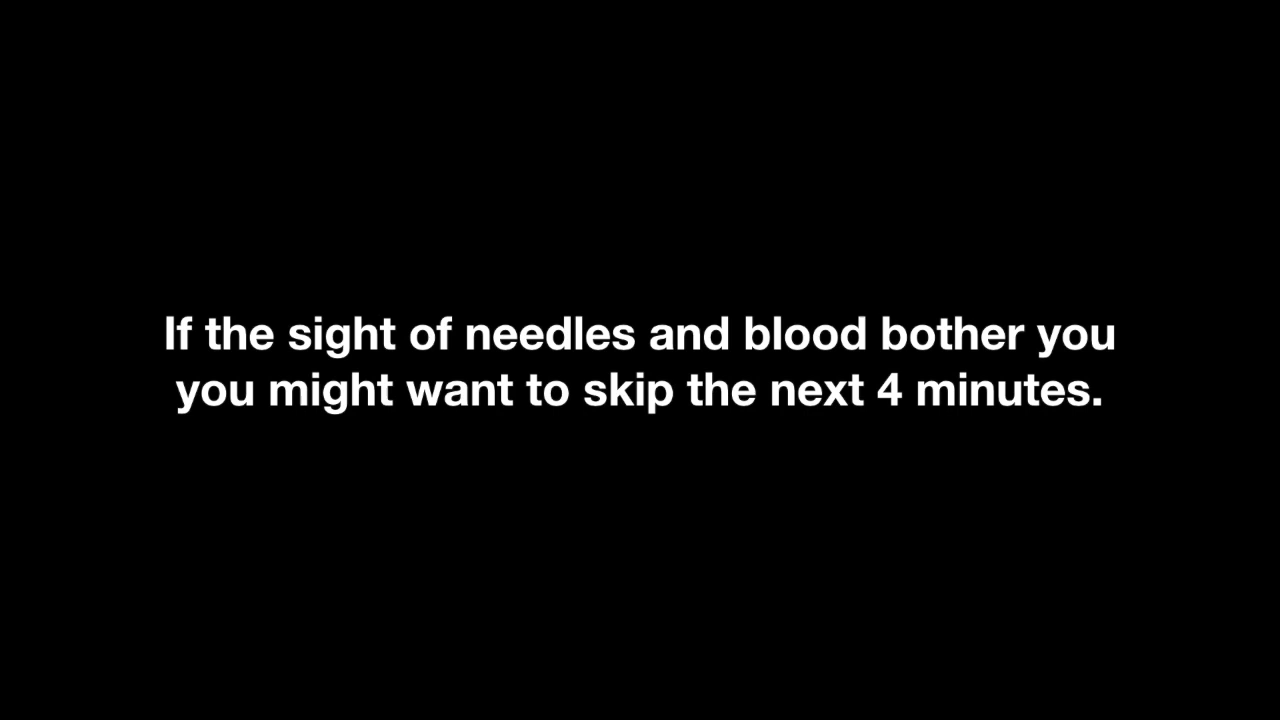 If the sight of needles and blood bother you
you might want to skip the next 4 minutes.